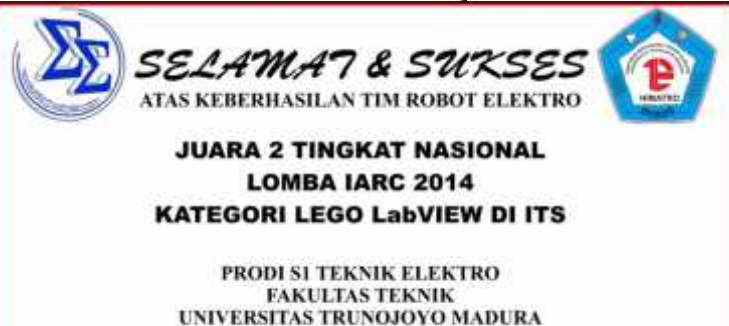 SELAMAT & SUKSES
ATAS KEBERHASILAN TIM ROBOT ELEKTRO
HIMATRO
JUARA 2 TINGKAT NASIONAL
LOMBA IARC 2014
KATEGORI LEGO LabVIEW DI ITS
PRODI S1 TEKNIK ELEKTRO
FAKULTAS TEKNIK
UNIVERSITAS TRUNOJOYO MADURA